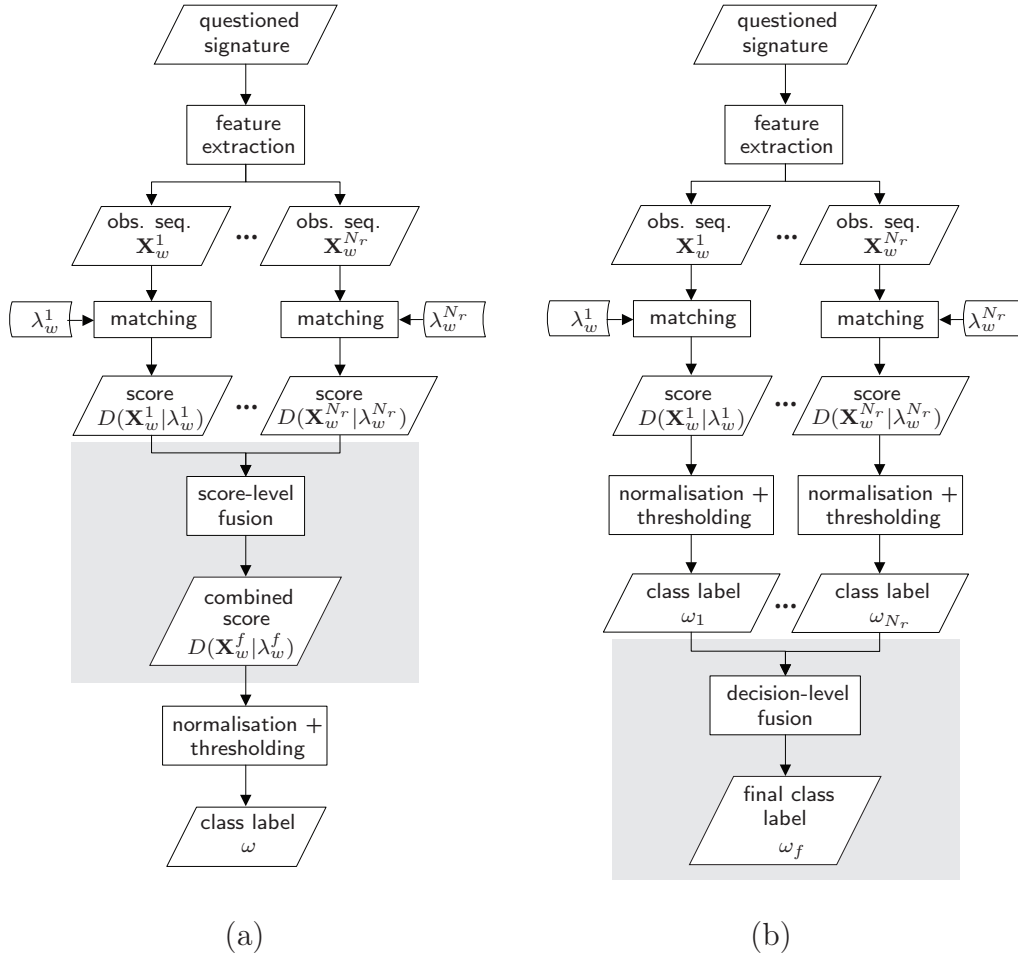 questioned
signature
feature
extraction
obs. seq.
𝐗_w^1
...
obs. seq.
𝐗_w^{N_r}
λ_w^1
matching
matching
λ_w^{N_r}
score
D(𝐗_w^1|λ_w^1)
...
score
D(𝐗_w^{N_r}|λ_w^{N_r})
score-level
fusion
combined
score
D(𝐗_w^f|λ_w^f)
normalisation +
thresholding
class label
ω
(a)
questioned
signature
feature
extraction
obs. seq.
𝐗_w^1
...
obs. seq.
𝐗_w^{N_r}
λ_w^1
matching
matching
λ_w^{N_r}
score
D(𝐗_w^1|λ_w^1)
...
score
D(𝐗_w^{N_r}|λ_w^{N_r})
normalisation +
thresholding
normalisation +
thresholding
class label
ω_1
...
class label
ω_{N_r}
decision-level
fusion
final class
label
ω_f
(b)